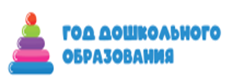 ГОД ДОШКОЛЬНОГО
ОБРАЗОВАНИЯ